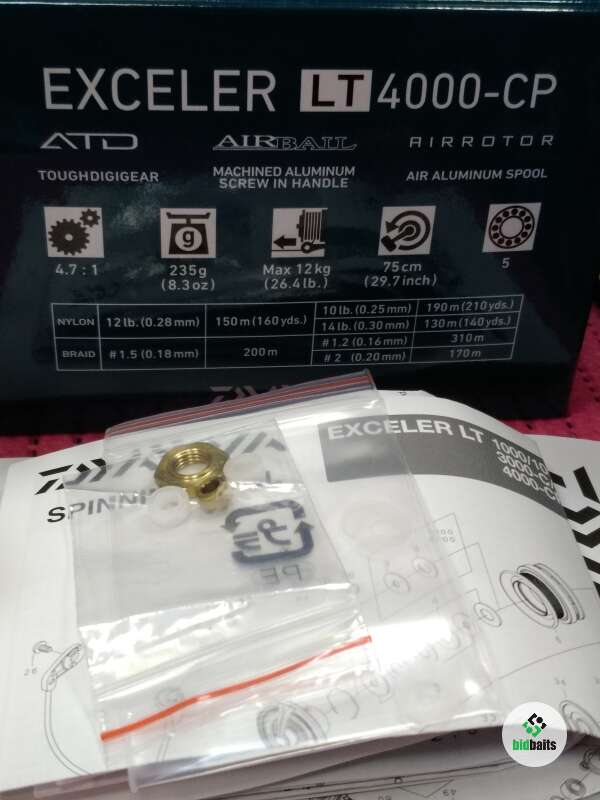 EXCELER LT 4000-CP
ATD AIRBAIL AIRROTOR
TOUGHDIGIGEAR MACHINED ALUMINUM SCREW IN HANDLE AIR ALUMINUM SPOOL
g
4.7 : 1 235g Max 12kg 75cm 5
(8.3oz) (26.4lb.) (29.7inch)
NYLON 12lb.(0.28mm) 150m(160yds.) 10lb.(0.25mm) 190m(210yds.)
14lb.(0.30mm) 130m(140yds.)
BRAID #1.5(0.18mm) 200m #1.2(0.16mm) 310m
#2 (0.20mm) 170m
EXCELER LT 1000/
3000-C
4000-C
SPINNI
PE
26
bidbaits